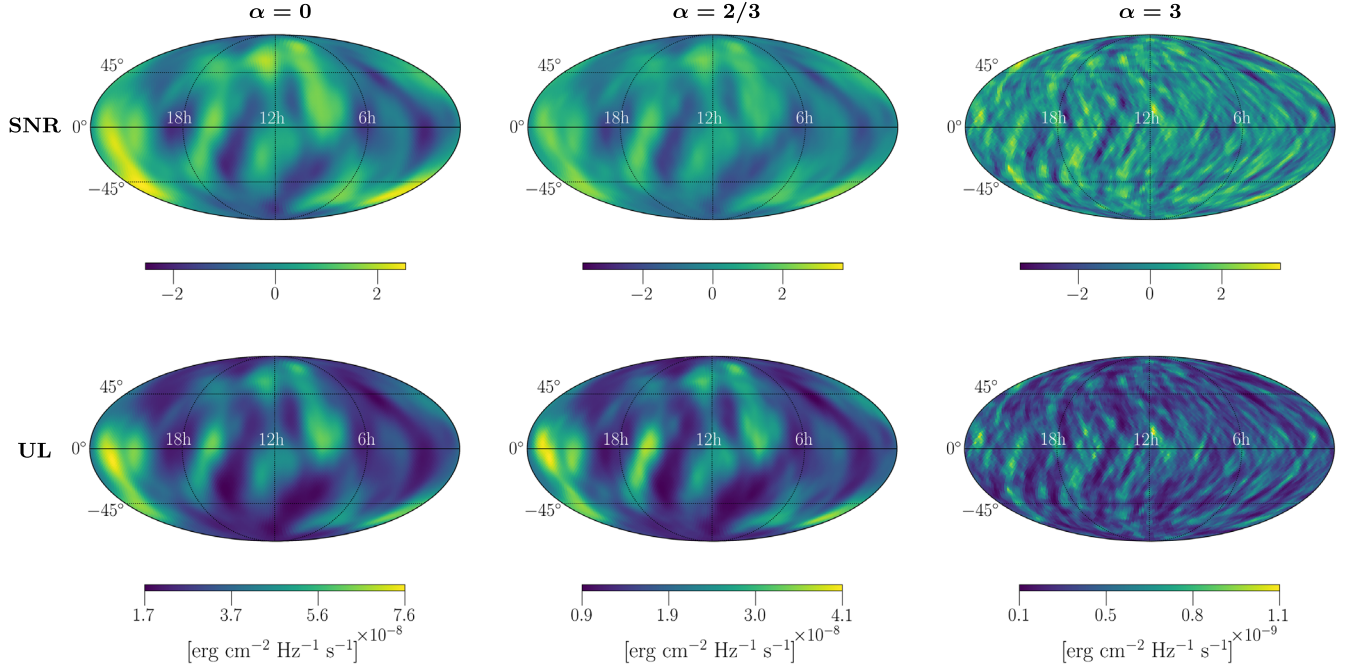 α = 0 α = 2/3 α = 3
45° 45° 45°
SNR 0° 18h 12h 6h 0° 18h 12h 6h 0° 18h 12h 6h
−45° −45° −45°
−2 0 2 −2 0 2 −2 0 2
45° 45° 45°
UL 0° 18h 12h 6h 0° 18h 12h 6h 0° 18h 12h 6h
−45° −45° −45°
1.7 3.7 5.6 7.6 0.9 1.9 3.0 4.1 0.1 0.5 0.8 1.1
[erg cm⁻² Hz⁻¹ s⁻¹]×10⁻⁸ [erg cm⁻² Hz⁻¹ s⁻¹]×10⁻⁸ [erg cm⁻² Hz⁻¹ s⁻¹]×10⁻⁹